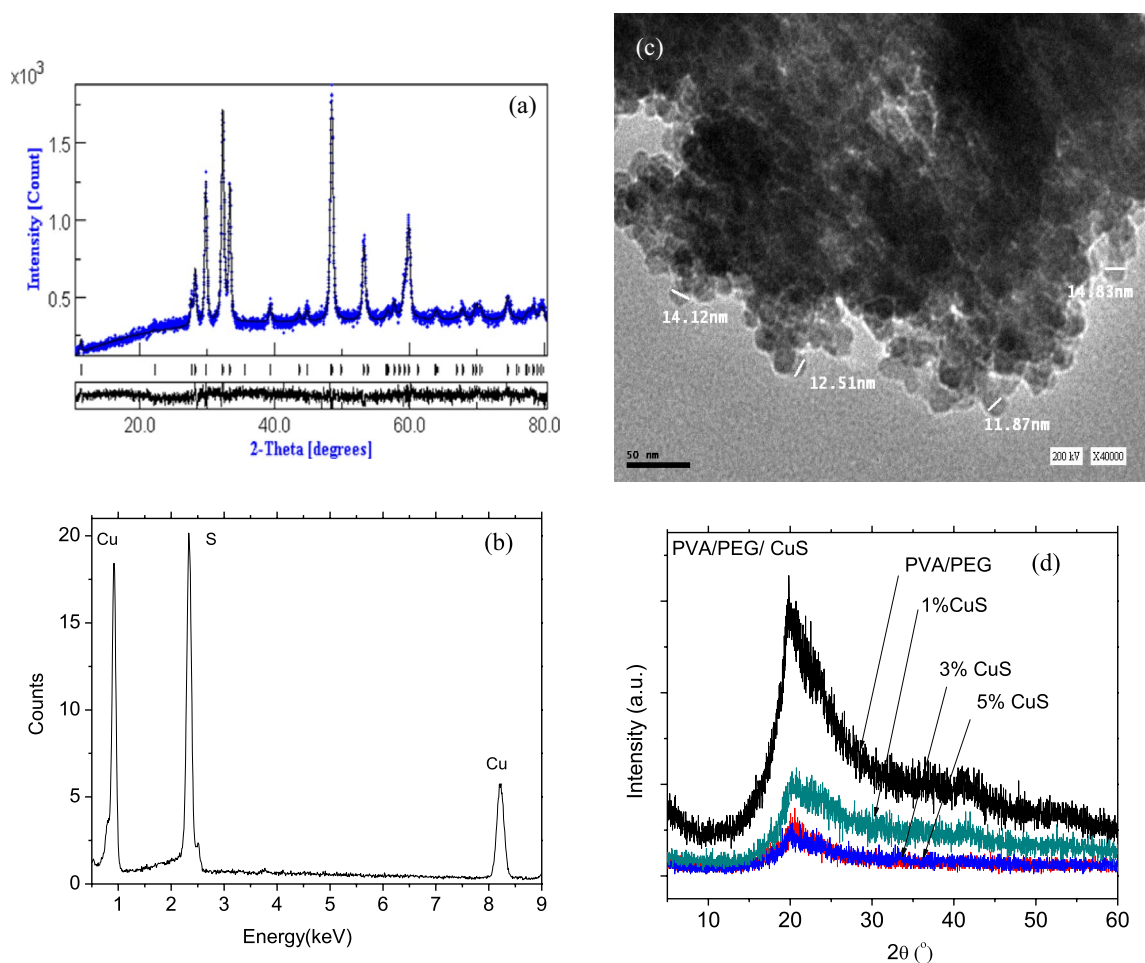 (a)
x10³
Intensity [Count]
1.5
1.0
0.5
20.0 40.0 60.0 80.0
2-Theta [degrees]
(c)
14.12nm
14.83nm
12.51nm
11.87nm
50 nm
200 kV X40000
(b)
Cu S
Cu
Counts
20
15
10
5
0
1 2 3 4 5 6 7 8 9
Energy(keV)
PVA/PEG/ CuS
(d)
PVA/PEG
1%CuS
3% CuS
5% CuS
Intensity (a.u.)
10 20 30 40 50 60
2θ (°)